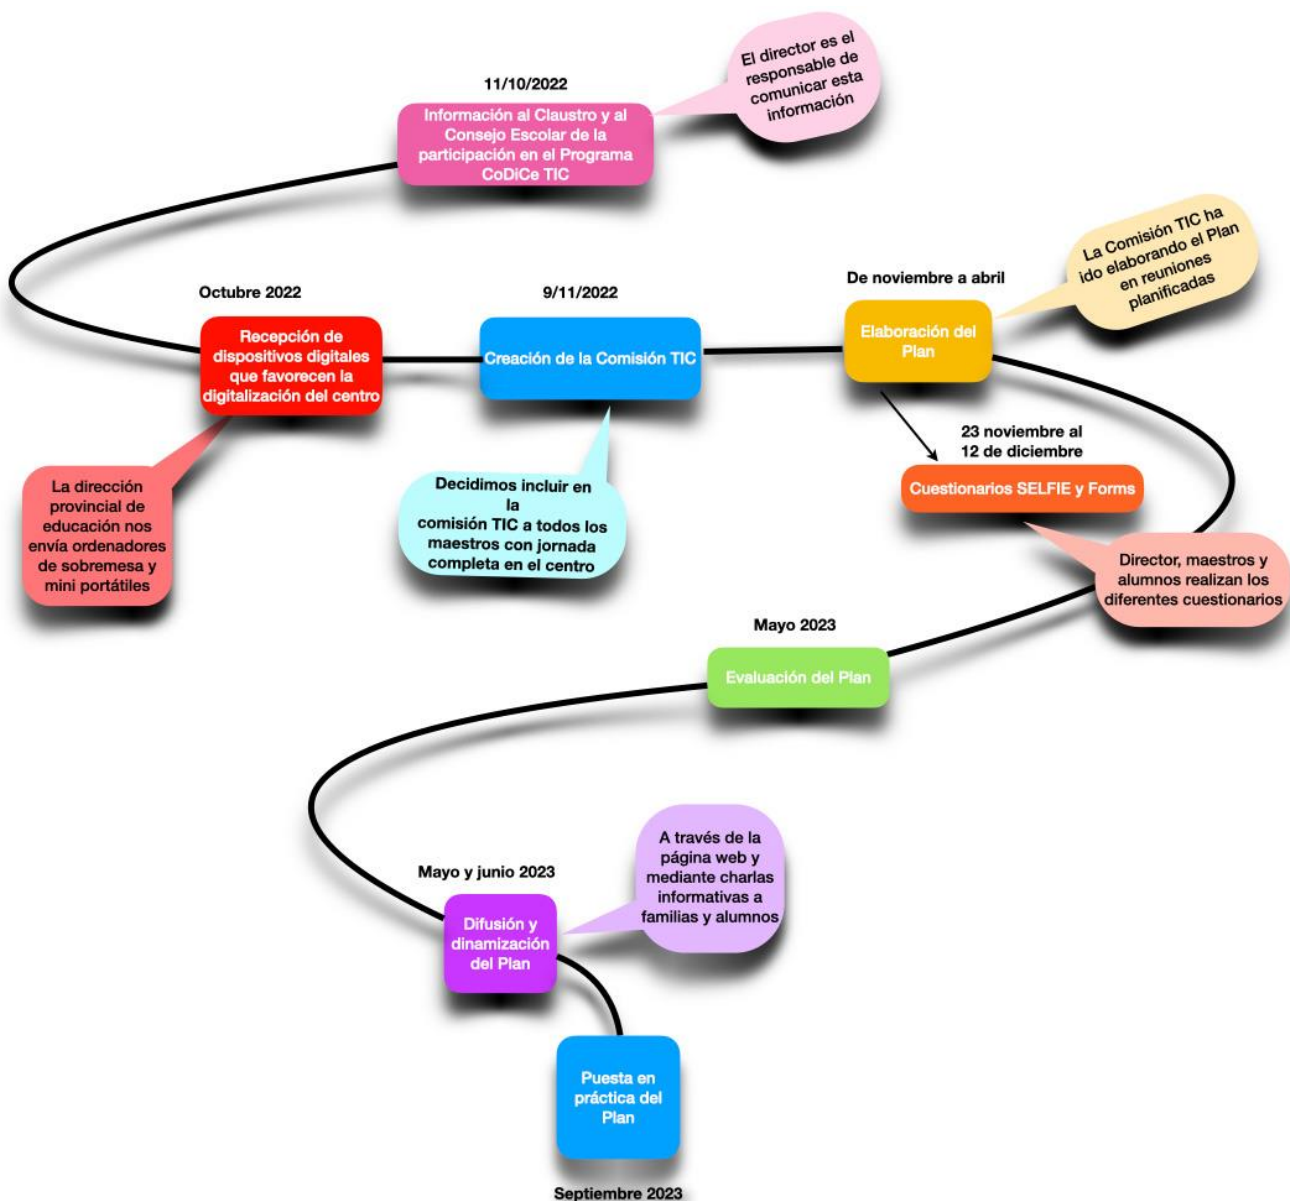 11/10/2022
Información al Claustro y al
Consejo Escolar de la
participación en el Programa
CoDiCe TIC
El director es el
responsable de
comunicar esta
información
Octubre 2022
Recepción de
dispositivos digitales
que favorecen la
digitalización del centro
La dirección
provincial de
educación nos
envía ordenadores
de sobremesa y
mini portátiles
9/11/2022
Creación de la Comisión TIC
Decidimos incluir en
la
comisión TIC a todos los
maestros con jornada
completa en el centro
De noviembre a abril
Elaboración del
Plan
La Comisión TIC ha
ido elaborando el Plan
en reuniones
planificadas
23 noviembre al
12 de diciembre
Cuestionarios SELFIE y Forms
Director, maestros y
alumnos realizan los
diferentes cuestionarios
Mayo 2023
Evaluación del Plan
Mayo y junio 2023
Difusión y
dinamización
del Plan
A través de la
página web y
mediante charlas
informativas a
familias y alumnos
Puesta en
práctica del
Plan
Septiembre 2023